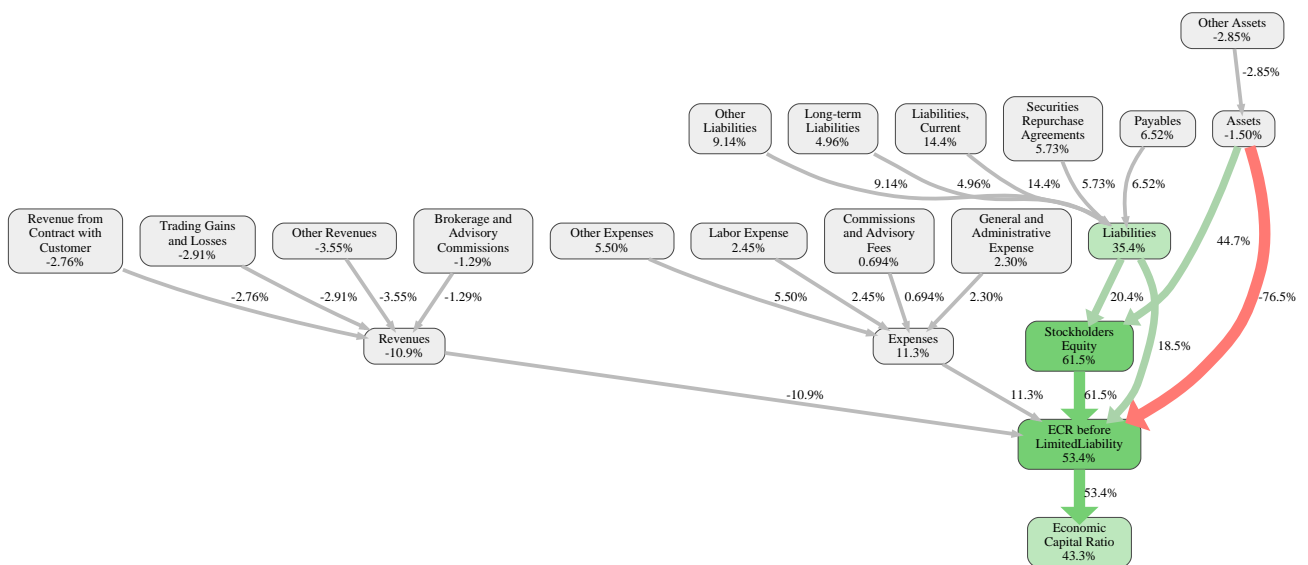 Other Assets
-2.85%
-2.85%
Other
Liabilities
9.14%
Long-term
Liabilities
4.96%
Liabilities,
Current
14.4%
Securities
Repurchase
Agreements
5.73%
Payables
6.52%
Assets
-1.50%
9.14%
4.96%
14.4%
5.73%
6.52%
Revenue from
Contract with
Customer
-2.76%
Trading Gains
and Losses
-2.91%
Other Revenues
-3.55%
Brokerage and
Advisory
Commissions
-1.29%
Other Expenses
5.50%
Labor Expense
2.45%
Commissions
and Advisory
Fees
0.694%
General and
Administrative
Expense
2.30%
Liabilities
35.4%
44.7%
-2.76%
-2.91%
-3.55%
-1.29%
5.50%
2.45%
0.694%
2.30%
20.4%
-76.5%
Revenues
-10.9%
Expenses
11.3%
Stockholders
Equity
61.5%
18.5%
-10.9%
11.3%
61.5%
ECR before
LimitedLiability
53.4%
53.4%
Economic
Capital Ratio
43.3%